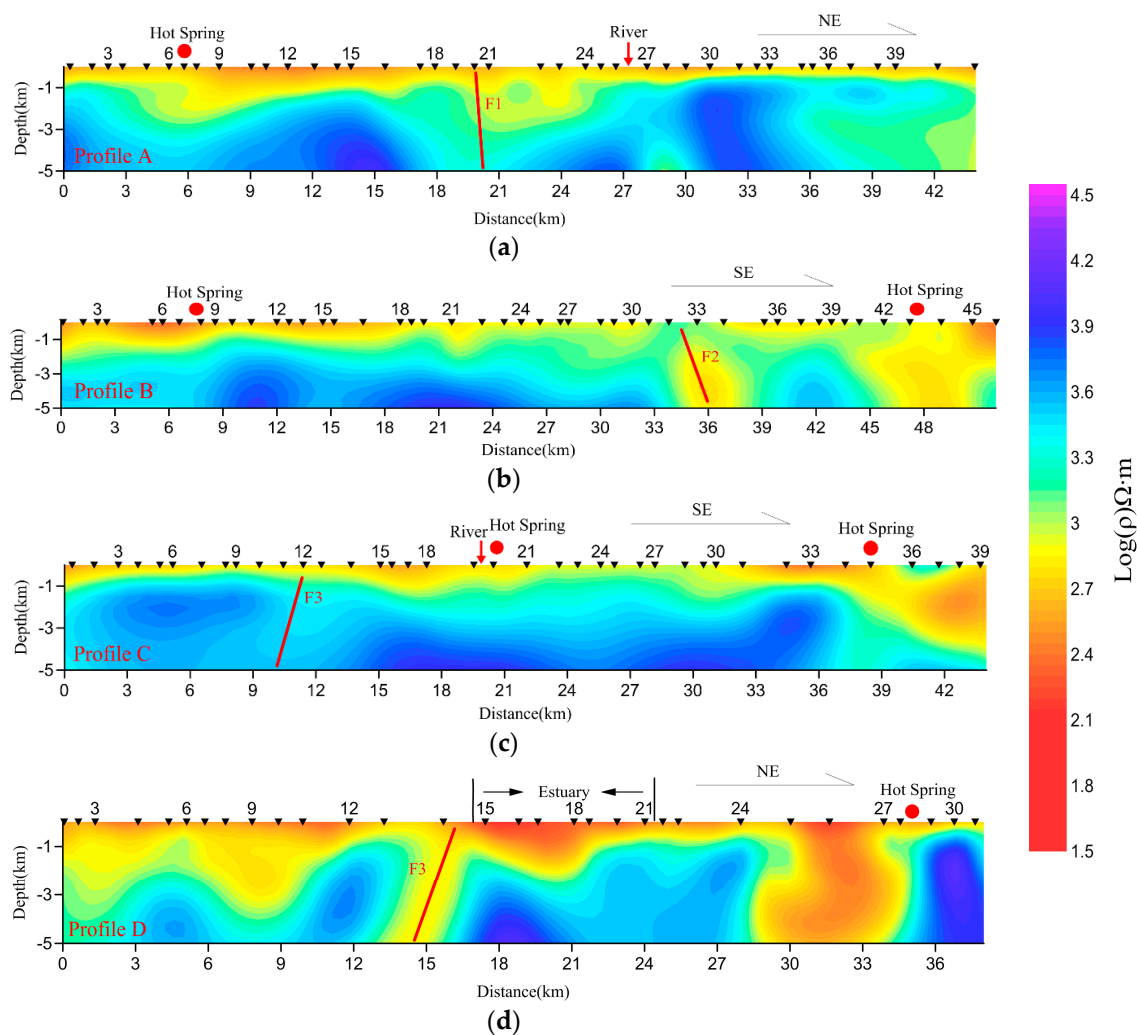 Hot Spring River NE
3 6 9 12 15 21 24 27 30 33 36 39
F1
Depth(km)
-1
-3
-5
Profile A
0 3 6 9 12 15 18 21 24 27 30 33 36 39 42
Distance(km)
(a)
Hot Spring SE Hot Spring
3 6 9 12 15 18 21 24 27 30 33 36 39 42 45
F2
Depth(km)
-1
-3
-5
Profile B
0 3 6 9 12 15 18 21 24 27 30 33 36 39 42 45 48
Distance(km)
(b)
River Hot Spring SE Hot Spring
3 6 9 12 15 18 21 24 27 30 33 36 39
F3
Depth(km)
-1
-3
-5
Profile C
0 3 6 9 12 15 18 21 24 27 30 33 36 39 42
Distance(km)
(c)
Estuary NE Hot Spring
3 6 9 12 15 18 21 24 27 30
F3
Depth(km)
-1
-3
-5
Profile D
0 3 6 9 12 15 18 21 24 27 30 33 36
Distance(km)
(d)
4.5
4.2
3.9
3.6
3.3
3
2.7
2.4
2.1
1.8
1.5
Log(ρ)Ω·m